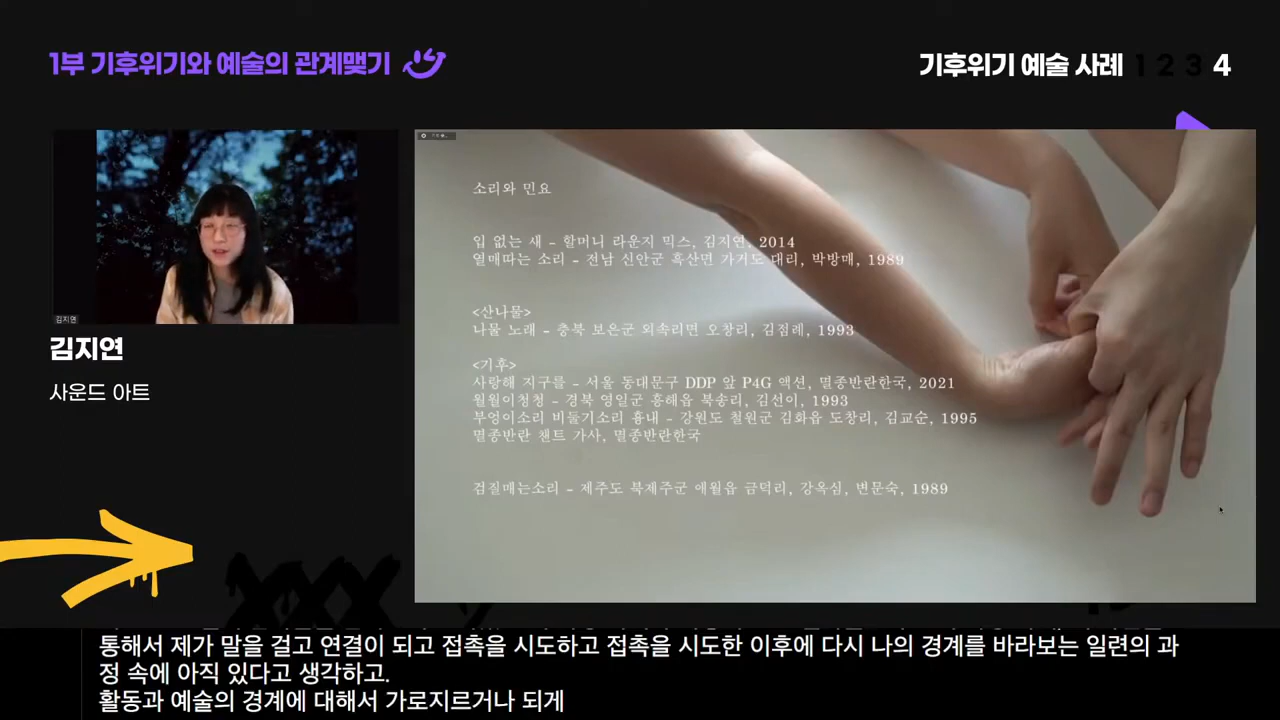 1부 기후위기와 예술의 관계맺기
기후위기 예술 사례 1 2 3 4
김지연
김지연
사운드 아트
소리와 민요
입 없는 새 - 할머니 라운지 믹스, 김지연, 2014
열매따는 소리 - 전남 신안군 흑산면 가거도 대리, 박방매, 1989
<산나물>
나물 노래 - 충북 보은군 외속리면 오창리, 김점례, 1993
<기후>
사랑해 지구를 - 서울 동대문구 DDP 앞 P4G 액션, 멸종반란한국, 2021
월월이청청 - 경북 영일군 흥해읍 북송리, 김선이, 1993
부엉이소리 비둘기소리 흉내 - 강원도 철원군 김화읍 도창리, 김교순, 1995
멸종반란 챈트 가사, 멸종반란한국
검질매는소리 - 제주도 북제주군 애월읍 금덕리, 강옥심, 변문숙, 1989
통해서 제가 말을 걸고 연결이 되고 접촉을 시도하고 접촉을 시도한 이후에 다시 나의 경계를 바라보는 일련의 과
정 속에 아직 있다고 생각하고.
활동과 예술의 경계에 대해서 가로지르거나 되게